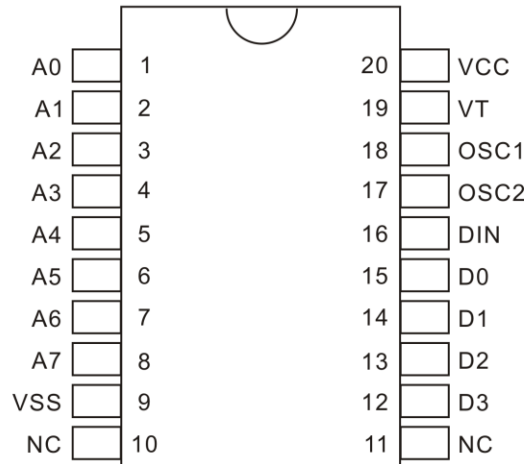 A0 1 20 VCC
A1 2 19 VT
A2 3 18 OSC1
A3 4 17 OSC2
A4 5 16 DIN
A5 6 15 D0
A6 7 14 D1
A7 8 13 D2
VSS 9 12 D3
NC 10 11 NC